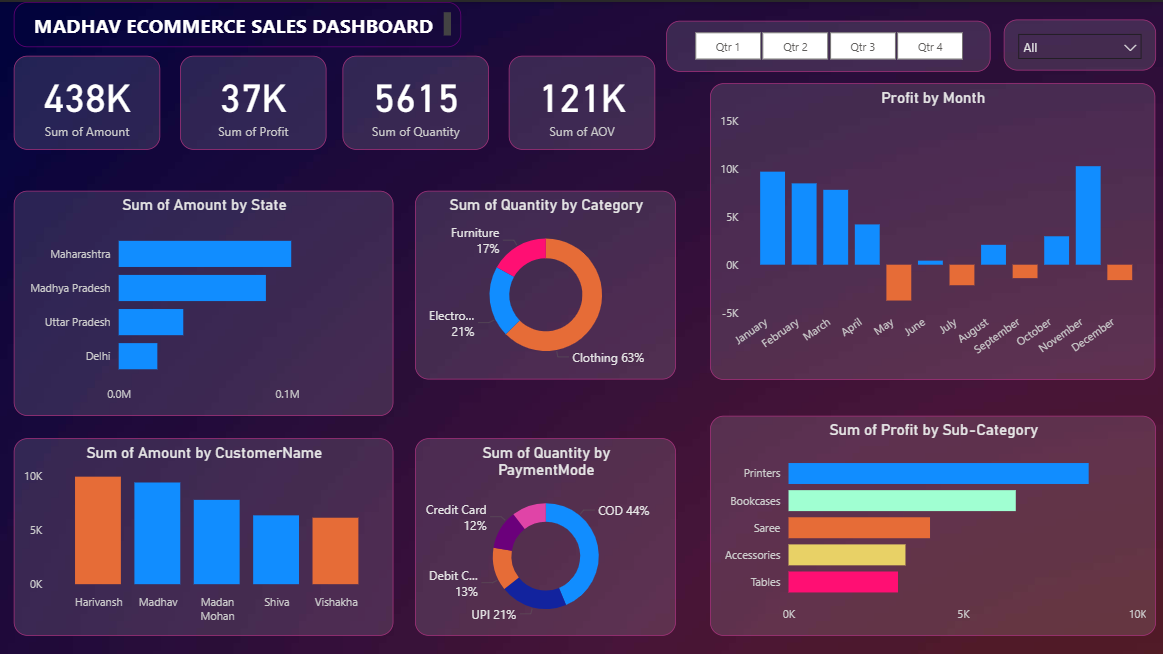 MADHAV ECOMMERCE SALES DASHBOARD
Qtr 1
Qtr 2
Qtr 3
Qtr 4
All
438K
Sum of Amount
37K
Sum of Profit
5615
Sum of Quantity
121K
Sum of AOV
Profit by Month
15K
10K
5K
0K
-5K
January
February
March
April
May
June
July
August
September
October
November
December
Sum of Amount by State
Maharashtra
Madhya Pradesh
Uttar Pradesh
Delhi
0.0M
0.1M
Sum of Quantity by Category
Furniture
17%
Electro...
21%
Clothing 63%
Sum of Amount by CustomerName
10K
5K
0K
Harivansh
Madhav
Madan
Mohan
Shiva
Vishakha
Sum of Quantity by
PaymentMode
Credit Card
12%
COD 44%
Debit C...
13%
UPI 21%
Sum of Profit by Sub-Category
Printers
Bookcases
Saree
Accessories
Tables
0K
5K
10K